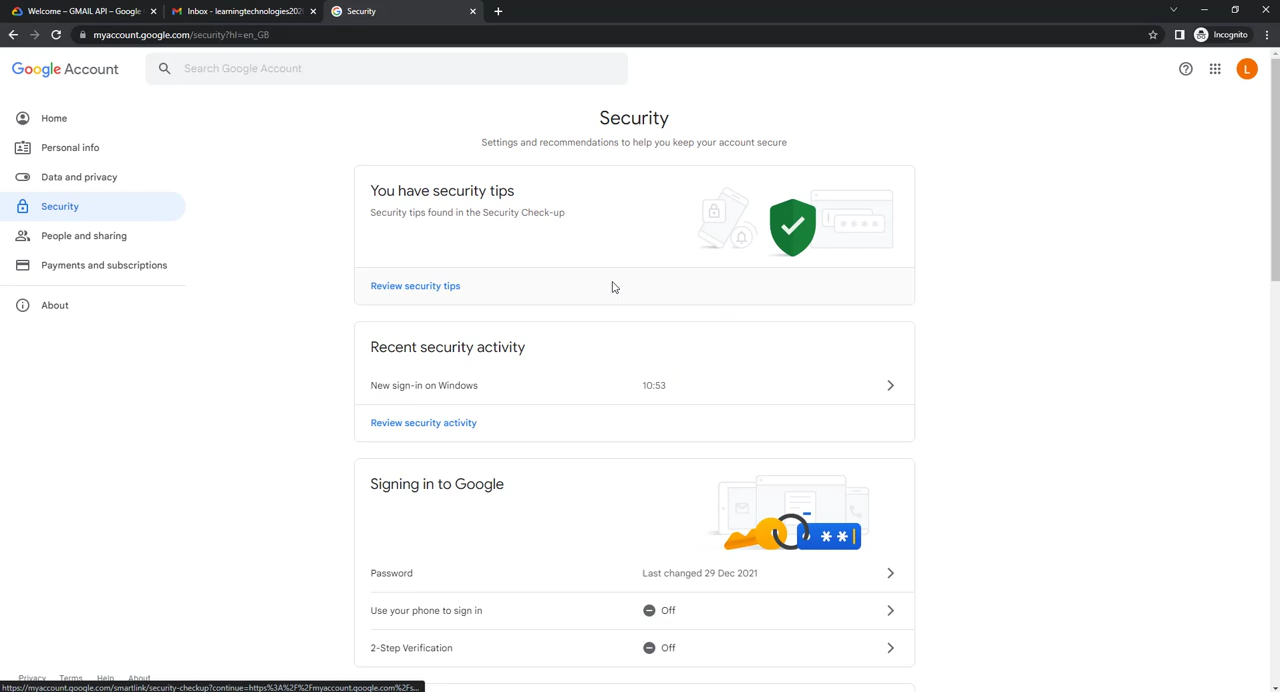 Welcome – GMAIL API – Google
Inbox - learningtechnologies202
Security
myaccount.google.com/security?hl=en_GB
Incognito
Google Account
Search Google Account
L
Home
Personal info
Data and privacy
Security
People and sharing
Payments and subscriptions
About
Security
Settings and recommendations to help you keep your account secure
You have security tips
Security tips found in the Security Check-up
Review security tips
Recent security activity
New sign-in on Windows
10:53
Review security activity
Signing in to Google
Password
Last changed 29 Dec 2021
Use your phone to sign in
Off
2-Step Verification
Off
Privacy Terms Help About
https://myaccount.google.com/smartlink/security-checkup?continue=https%3A%2F%2Fmyaccount.google.com%2Fs...